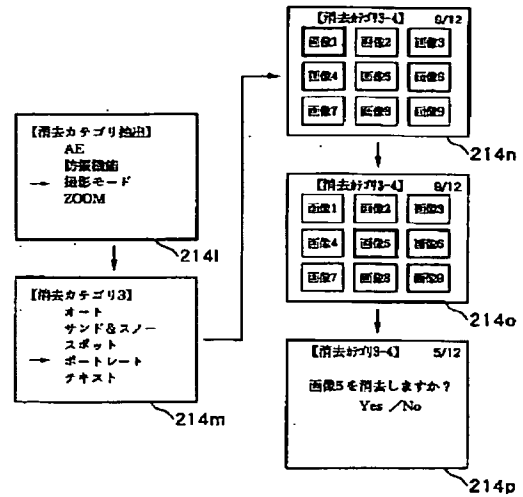 【消去カテゴリ抽出】
AE
防振機能
→ 撮影モード
ZOOM
214l
【消去カテゴリ3】
オート
サンド&スノー
スポット
→ ポートレート
テキスト
214m
【消去カテゴリ3-4】 /12
画像1 画像2 画像3
画像4 画像5 画像6
画像7 画像8 画像9
214n
【消去カテゴリ3-4】 /12
画像1 画像2 画像3
画像4 画像5 画像6
画像7 画像8 画像9
214o
【消去カテゴリ3-4】 5/12
画像5を消去しますか?
Yes /No
214p